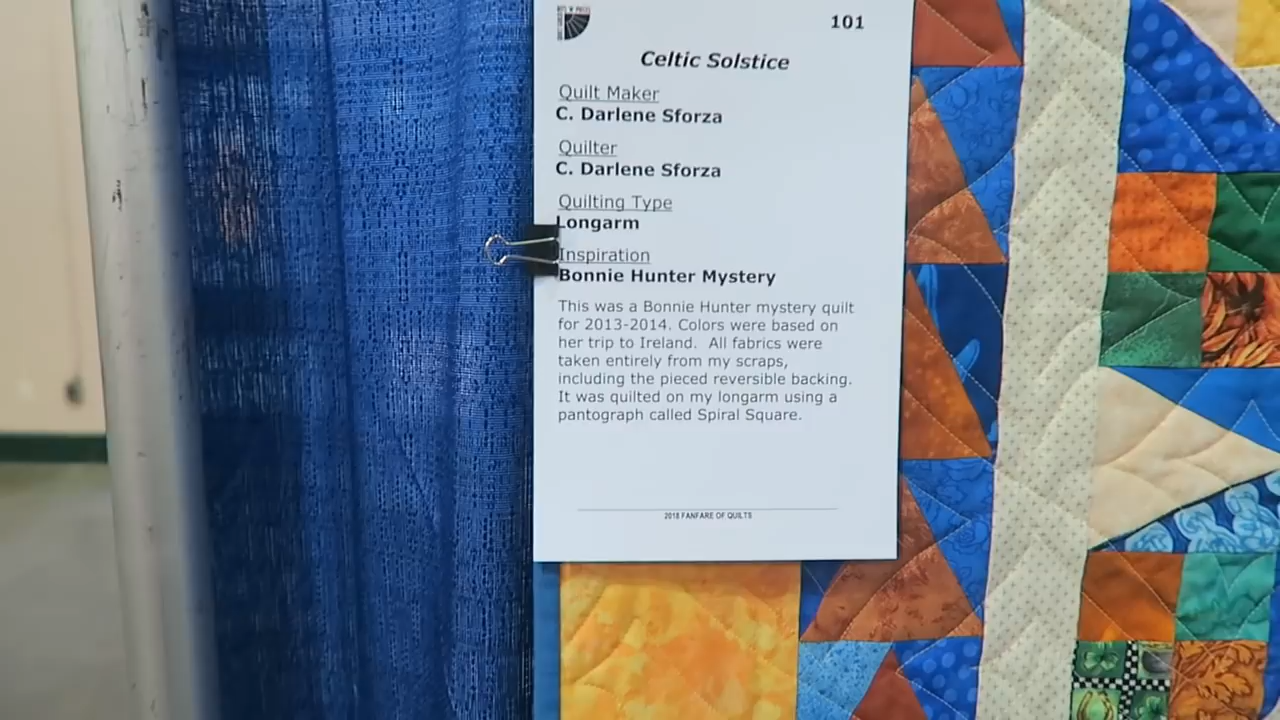 101
Celtic Solstice
Quilt Maker
C. Darlene Sforza
Quilter
C. Darlene Sforza
Quilting Type
Longarm
Inspiration
Bonnie Hunter Mystery
This was a Bonnie Hunter mystery quilt
for 2013-2014. Colors were based on
her trip to Ireland.  All fabrics were
taken entirely from my scraps,
including the pieced reversible backing.
It was quilted on my longarm using a
pantograph called Spiral Square.
2018 FANFARE OF QUILTS